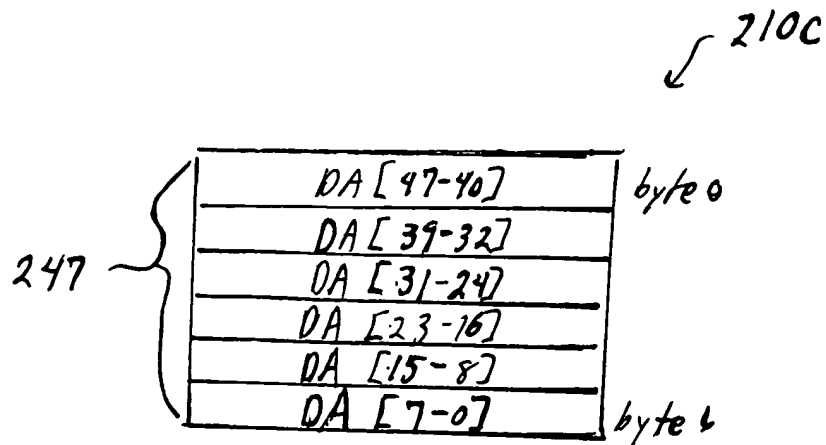 210C
DA [47-40] byte 0
DA [39-32]
DA [31-24]
247
DA [23-16]
DA [15-8]
DA [7-0]
byte